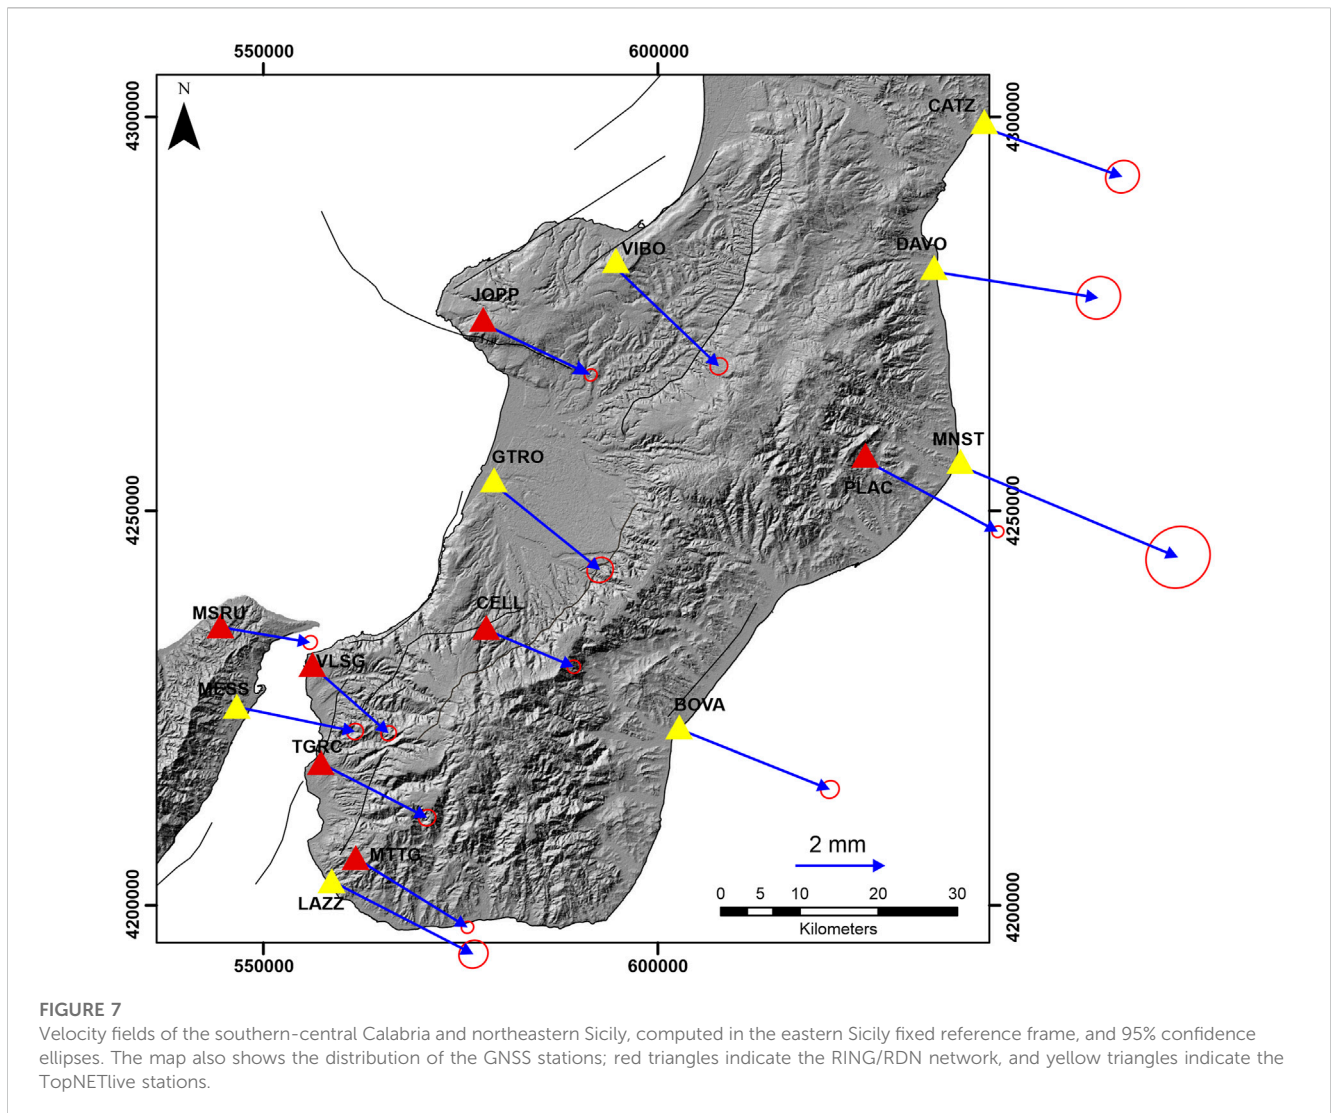 550000 600000
N
4300000 4300000
CATZ
DAVO
VIBO
JOPP
MNST
GTRO
PLAC
4250000 4250000
CELL
MSRU
VLSG
MESS
BOVA
TGRC
2 mm
MTTG
LAZZ
0 5 10 20 30
Kilometers
4200000 4200000
550000 600000
FIGURE 7
Velocity fields of the southern-central Calabria and northeastern Sicily, computed in the eastern Sicily fixed reference frame, and 95% confidence
ellipses. The map also shows the distribution of the GNSS stations; red triangles indicate the RING/RDN network, and yellow triangles indicate the
TopNETlive stations.